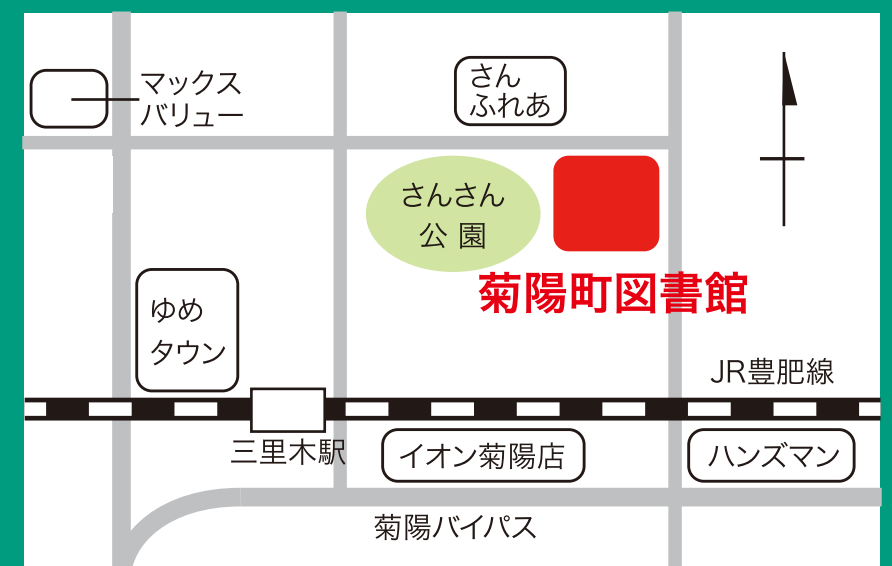 マックス
バリュー
さん
ふれあ
さんさん
公園
菊陽町図書館
ゆめ
タウン
JR豊肥線
三里木駅
イオン菊陽店
ハンズマン
菊陽バイパス